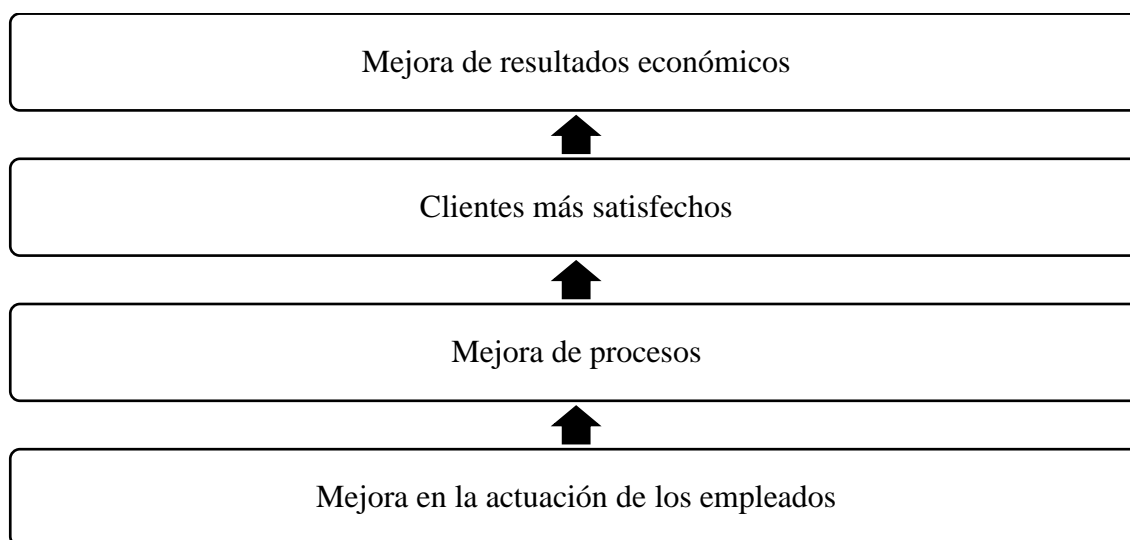 Mejora de resultados económicos
Clientes más satisfechos
Mejora de procesos
Mejora en la actuación de los empleados